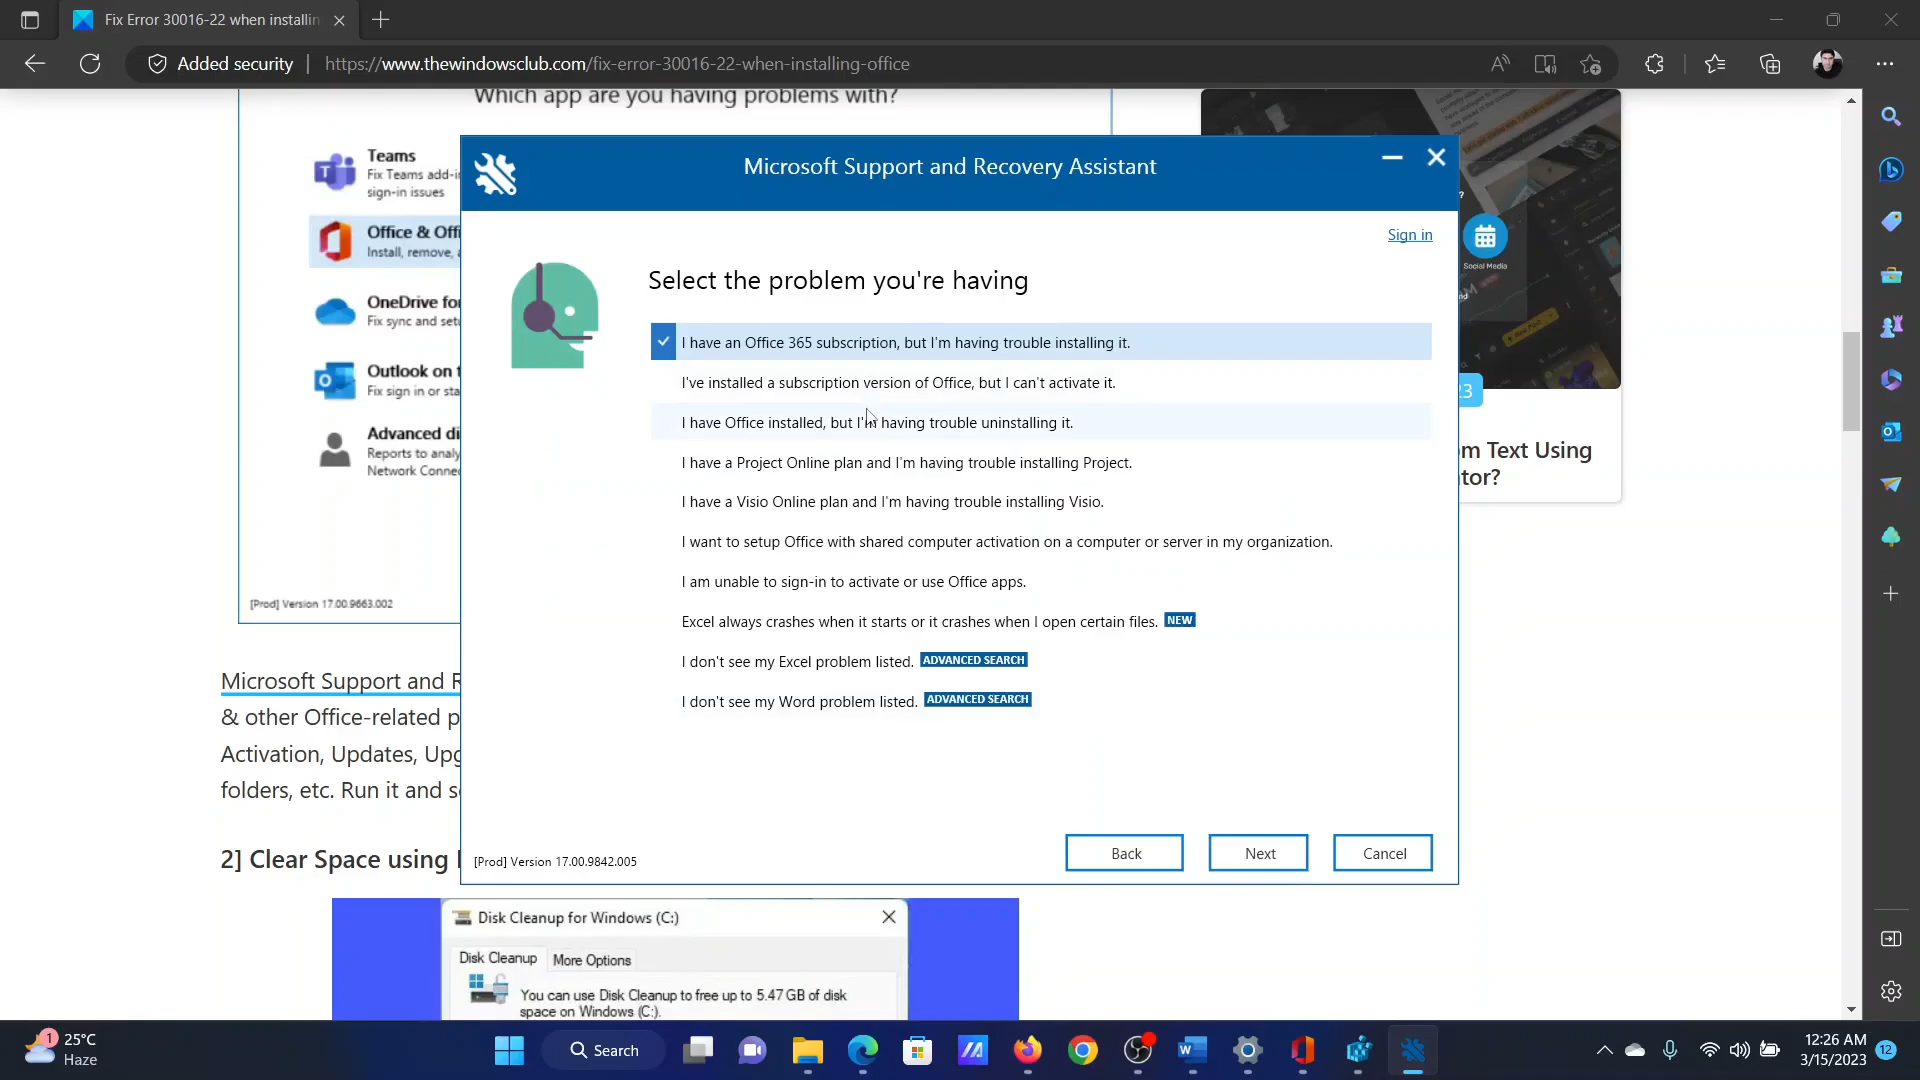 Fix Error 30016-22 when installin
Added security
https://www.thewindowsclub.com/fix-error-30016-22-when-installing-office
Which app are you having problems with?
Teams
Fix Teams add-i
sign-in issues
Office & Offi
Install, remove, a
OneDrive fo
Fix sync and setu
Outlook on t
Fix sign in or sta
Advanced di
Reports to analy
Network Connec
[Prod] Version 17.00.9663.002
Microsoft Support and Recovery Assistant
Sign in
Select the problem you're having
I have an Office 365 subscription, but I'm having trouble installing it.
I've installed a subscription version of Office, but I can't activate it.
I have Office installed, but I'm having trouble uninstalling it.
I have a Project Online plan and I'm having trouble installing Project.
I have a Visio Online plan and I'm having trouble installing Visio.
I want to setup Office with shared computer activation on a computer or server in my organization.
I am unable to sign-in to activate or use Office apps.
Excel always crashes when it starts or it crashes when I open certain files. NEW
I don't see my Excel problem listed. ADVANCED SEARCH
I don't see my Word problem listed. ADVANCED SEARCH
[Prod] Version 17.00.9842.005
Back
Next
Cancel
Social Media
23
m Text Using
tor?
Microsoft Support and R
& other Office-related p
Activation, Updates, Upg
folders, etc. Run it and s
2] Clear Space using
Disk Cleanup for Windows (C:)
Disk Cleanup
More Options
You can use Disk Cleanup to free up to 5.47 GB of disk
space on Windows (C:).
1
25°C
Haze
Search
12:26 AM
3/15/2023
12